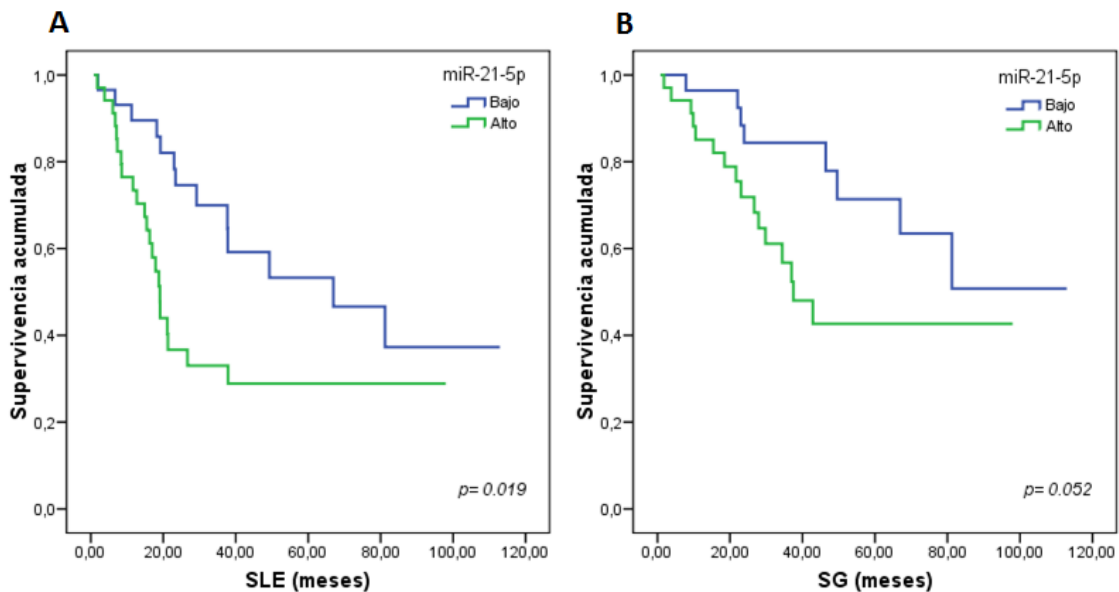 A
miR-21-5p
Bajo
Alto
Supervivencia acumulada
1,0
0,8
0,6
0,4
0,2
0,0
p= 0.019
0,00 20,00 40,00 60,00 80,00 100,00 120,00
SLE (meses)
B
miR-21-5p
Bajo
Alto
Supervivencia acumulada
1,0
0,8
0,6
0,4
0,2
0,0
p= 0.052
0,00 20,00 40,00 60,00 80,00 100,00 120,00
SG (meses)